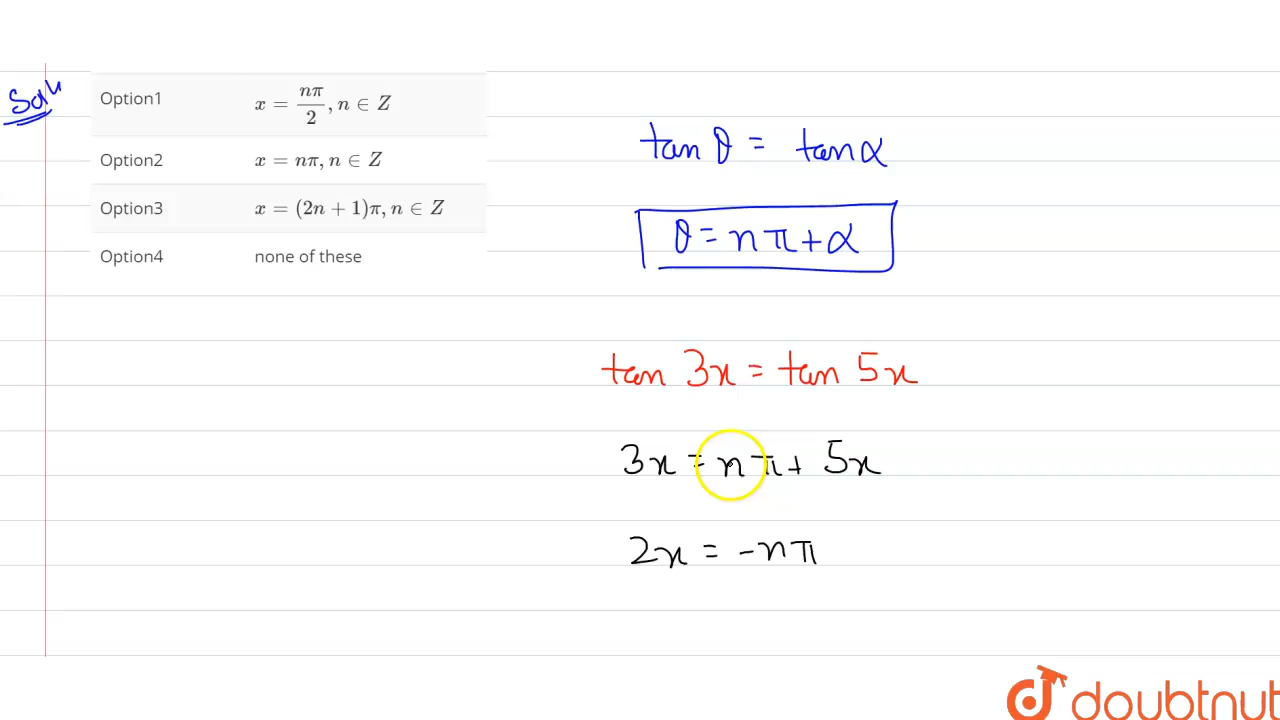 Soln
Option1 x = nπ/2, n ∈ Z
Option2 x = nπ, n ∈ Z
Option3 x = (2n + 1)π, n ∈ Z
Option4 none of these
tan θ = tan α
θ = nπ + α
tan 3x = tan 5x
3x = nπ + 5x
2x = -nπ
doubtnut